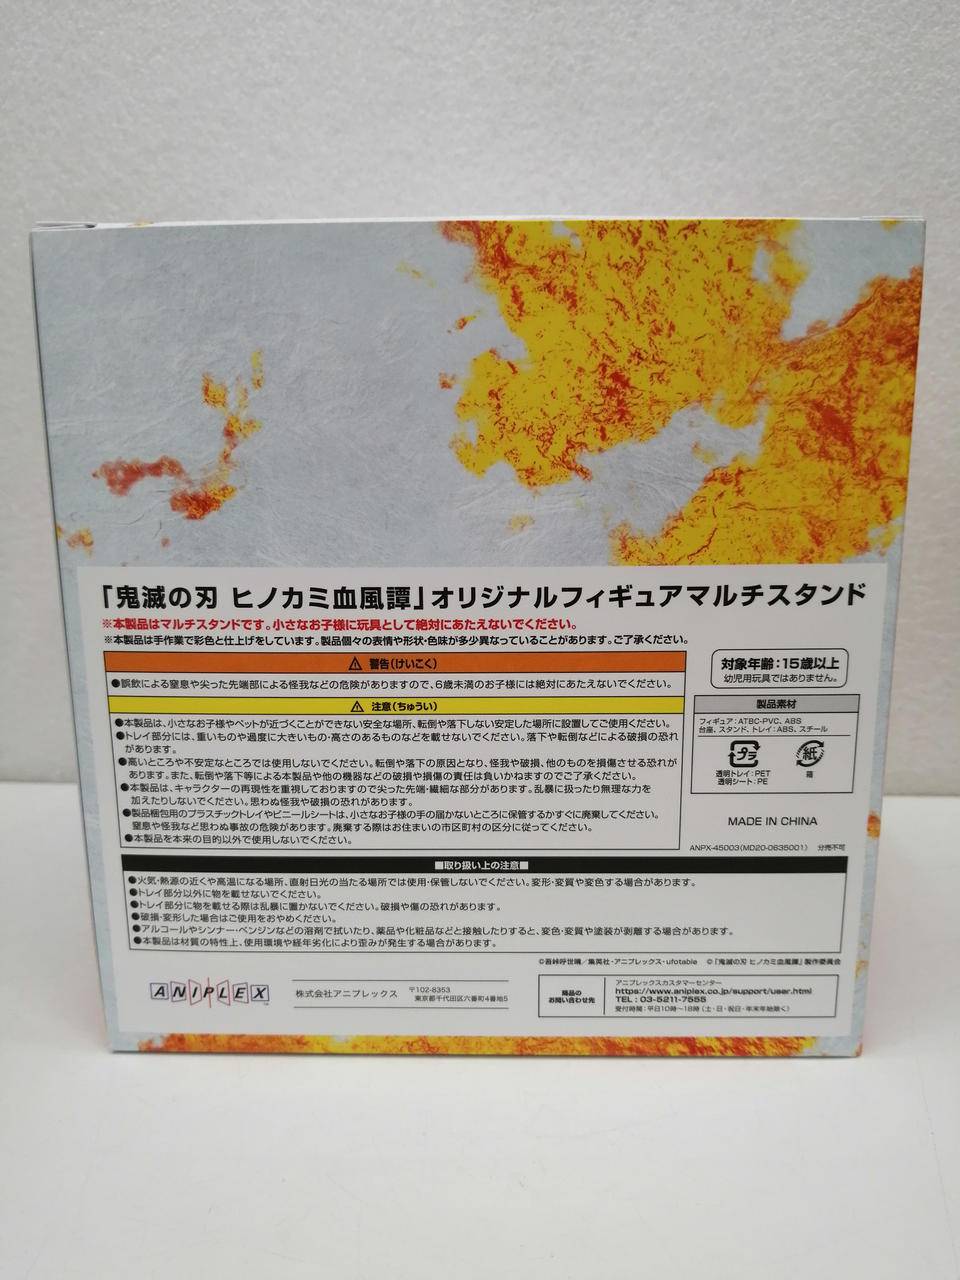 「鬼滅の刃 ヒノカミ血風譚」オリジナルフィギュアマルチスタンド
※本製品はマルチスタンドです。小さなお子様に玩具として絶対にあたえないでください。
※本製品は手作業で彩色と仕上げをしています。製品個々の表情や形状・色味が多少異なっていることがあります。ご了承ください。
警告(けいこく)
●誤飲による窒息や尖った先端部による怪我などの危険がありますので、6歳未満のお子様には絶対にあたえないでください。
注意(ちゅうい)
●本製品は、小さなお子様やペットが近づくことができない安全な場所、転倒や落下しない安定した場所に設置してご使用ください。
●トレイ部分には、重いものや過度に大きいもの・高さのあるものなどを載せないでください。落下や転倒などによる破損の恐れ
があります。
●高いところや不安定なところでは使用しないでください。転倒や落下の原因となり、怪我や破損、他のものを損傷させる恐れが
あります。また、転倒や落下等による本製品や他の機器などの破損や損傷の責任は負いかねますのでご了承ください。
●本製品は、キャラクターの再現性を重視しておりますので尖った先端・繊細な部分があります。乱暴に扱ったり無理な力を
加えたりしないでください。思わぬ怪我や破損の恐れがあります。
●製品梱包用のプラスチックトレイやビニールシートは、小さなお子様の手の届かないところに保管するかすぐに廃棄してください。
窒息や怪我など思わぬ事故の危険があります。廃棄する際はお住まいの市区町村の区分に従ってください。
●本製品を本来の目的以外で使用しないでください。
対象年齢:15歳以上
幼児用玩具ではありません。
製品素材
フィギュア:ATBC-PVC、ABS
台座、スタンド、トレイ:ABS、スチール
プラ
紙
透明トレイ:PET
透明シート:PE
箱
MADE IN CHINA
ANPX-45003(MD20-0635001) 分売不可
■取り扱い上の注意■
●火気・熱源の近くや高温になる場所、直射日光の当たる場所では使用・保管しないでください。変形・変質や変色する場合があります。
●トレイ部分以外に物を載せないでください。
●トレイ部分に物を載せる際は乱暴に置かないでください。破損や傷の恐れがあります。
●破損・変形した場合はご使用をおやめください。
●アルコールやシンナー・ベンジンなどの溶剤で拭いたり、薬品や化粧品などと接触したりすると、変色・変質や塗装が剥離する場合があります。
●本製品は材質の特性上、使用環境や経年劣化により歪みが発生する場合があります。
©吾峠呼世晴/集英社・アニプレックス・ufotable ©「鬼滅の刃 ヒノカミ血風譚」製作委員会
ANIPLEX
株式会社アニプレックス
〒102-8353
東京都千代田区六番町4番地5
商品の
お問い合わせ先
アニプレックスカスタマーセンター
https://www.aniplex.co.jp/support/user.html
TEL:03-5211-7555
受付時間:平日10時〜18時(土・日・祝日・年末年始除く)